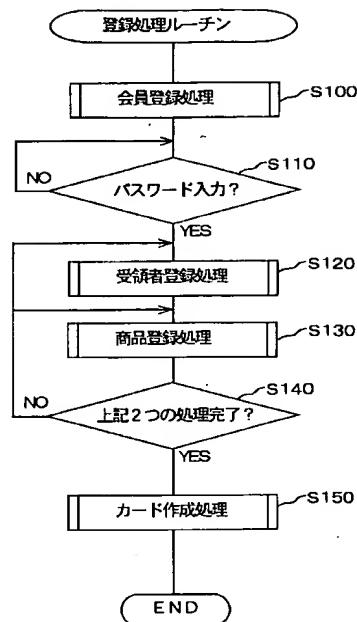 登録処理ルーチン
会員登録処理
S100
S110
NO
パスワード入力?
YES
受領者登録処理
S120
商品登録処理
S130
S140
NO
上記2つの処理完了?
YES
カード作成処理
S150
END